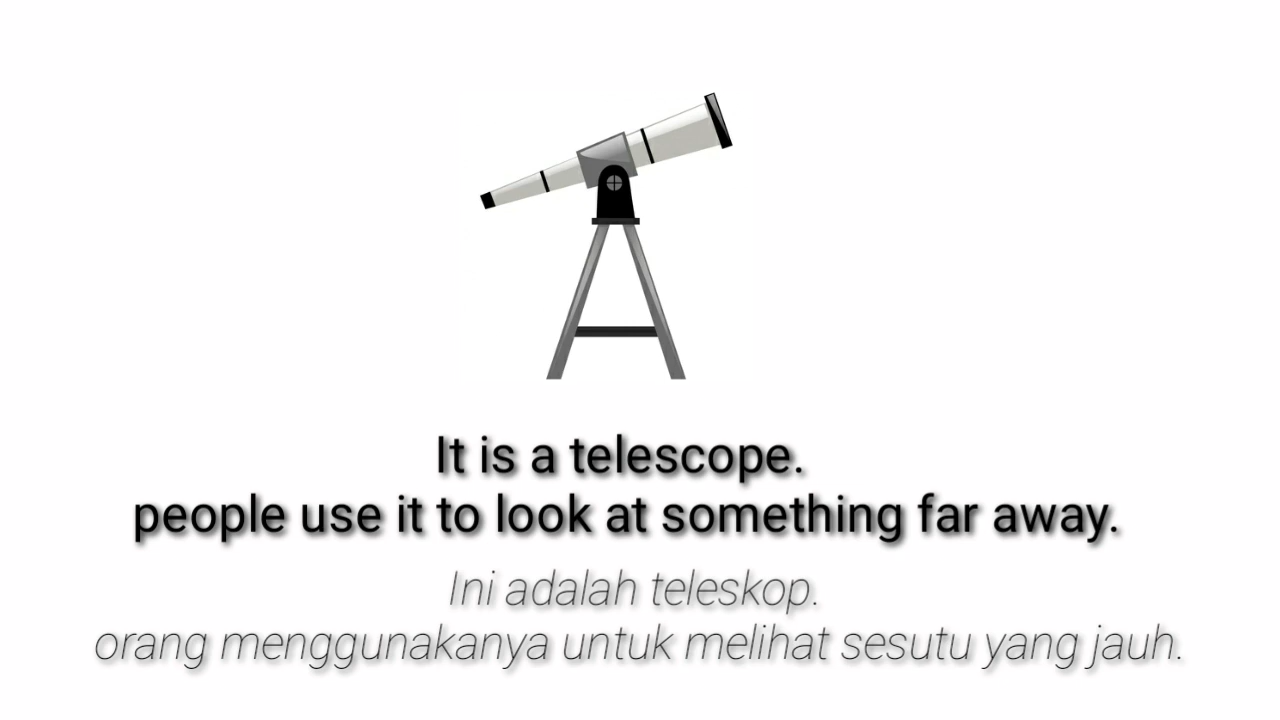 It is a telescope.
people use it to look at something far away.
Ini adalah teleskop.
orang menggunakanya untuk melihat sesutu yang jauh.